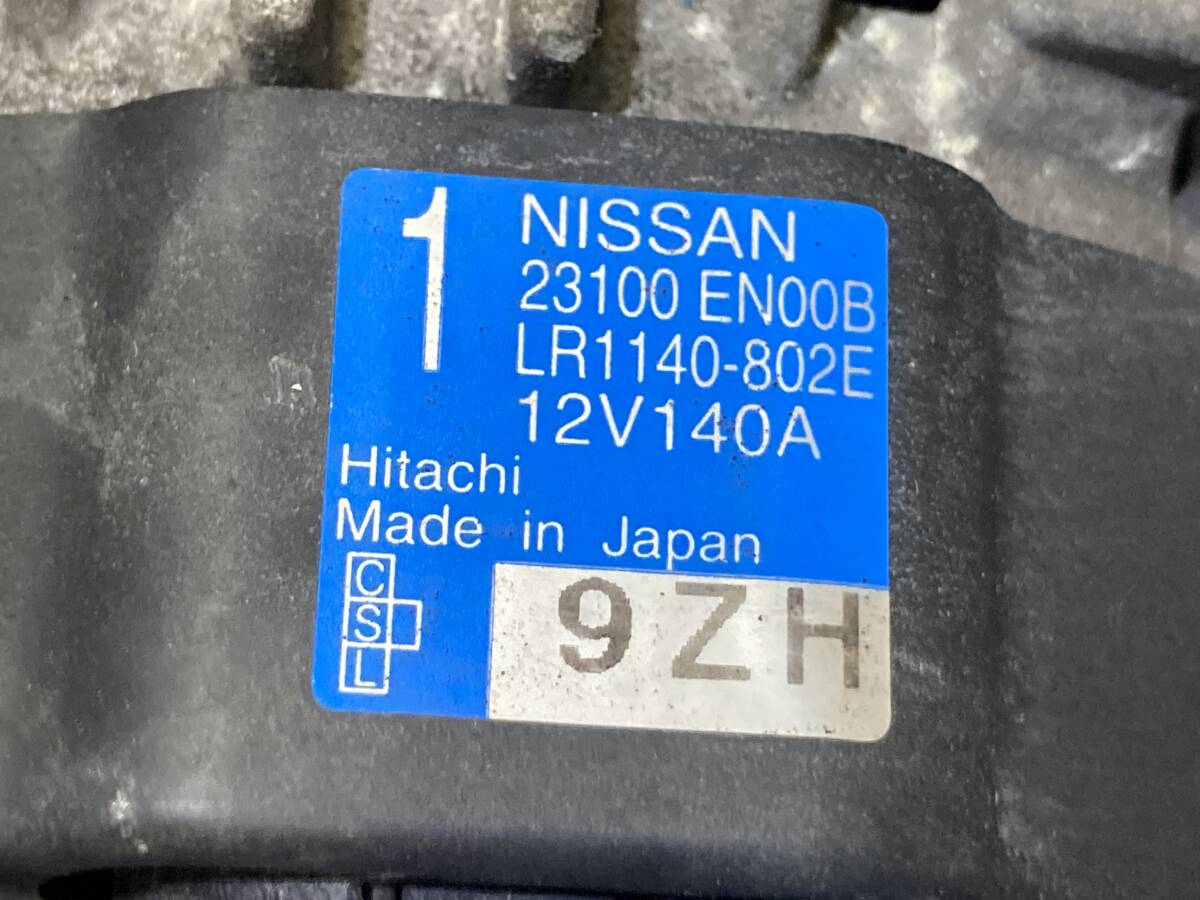 1
NISSAN
23100 EN00B
LR1140-802E
12V140A
Hitachi
Made in Japan
C
S
L
9ZH